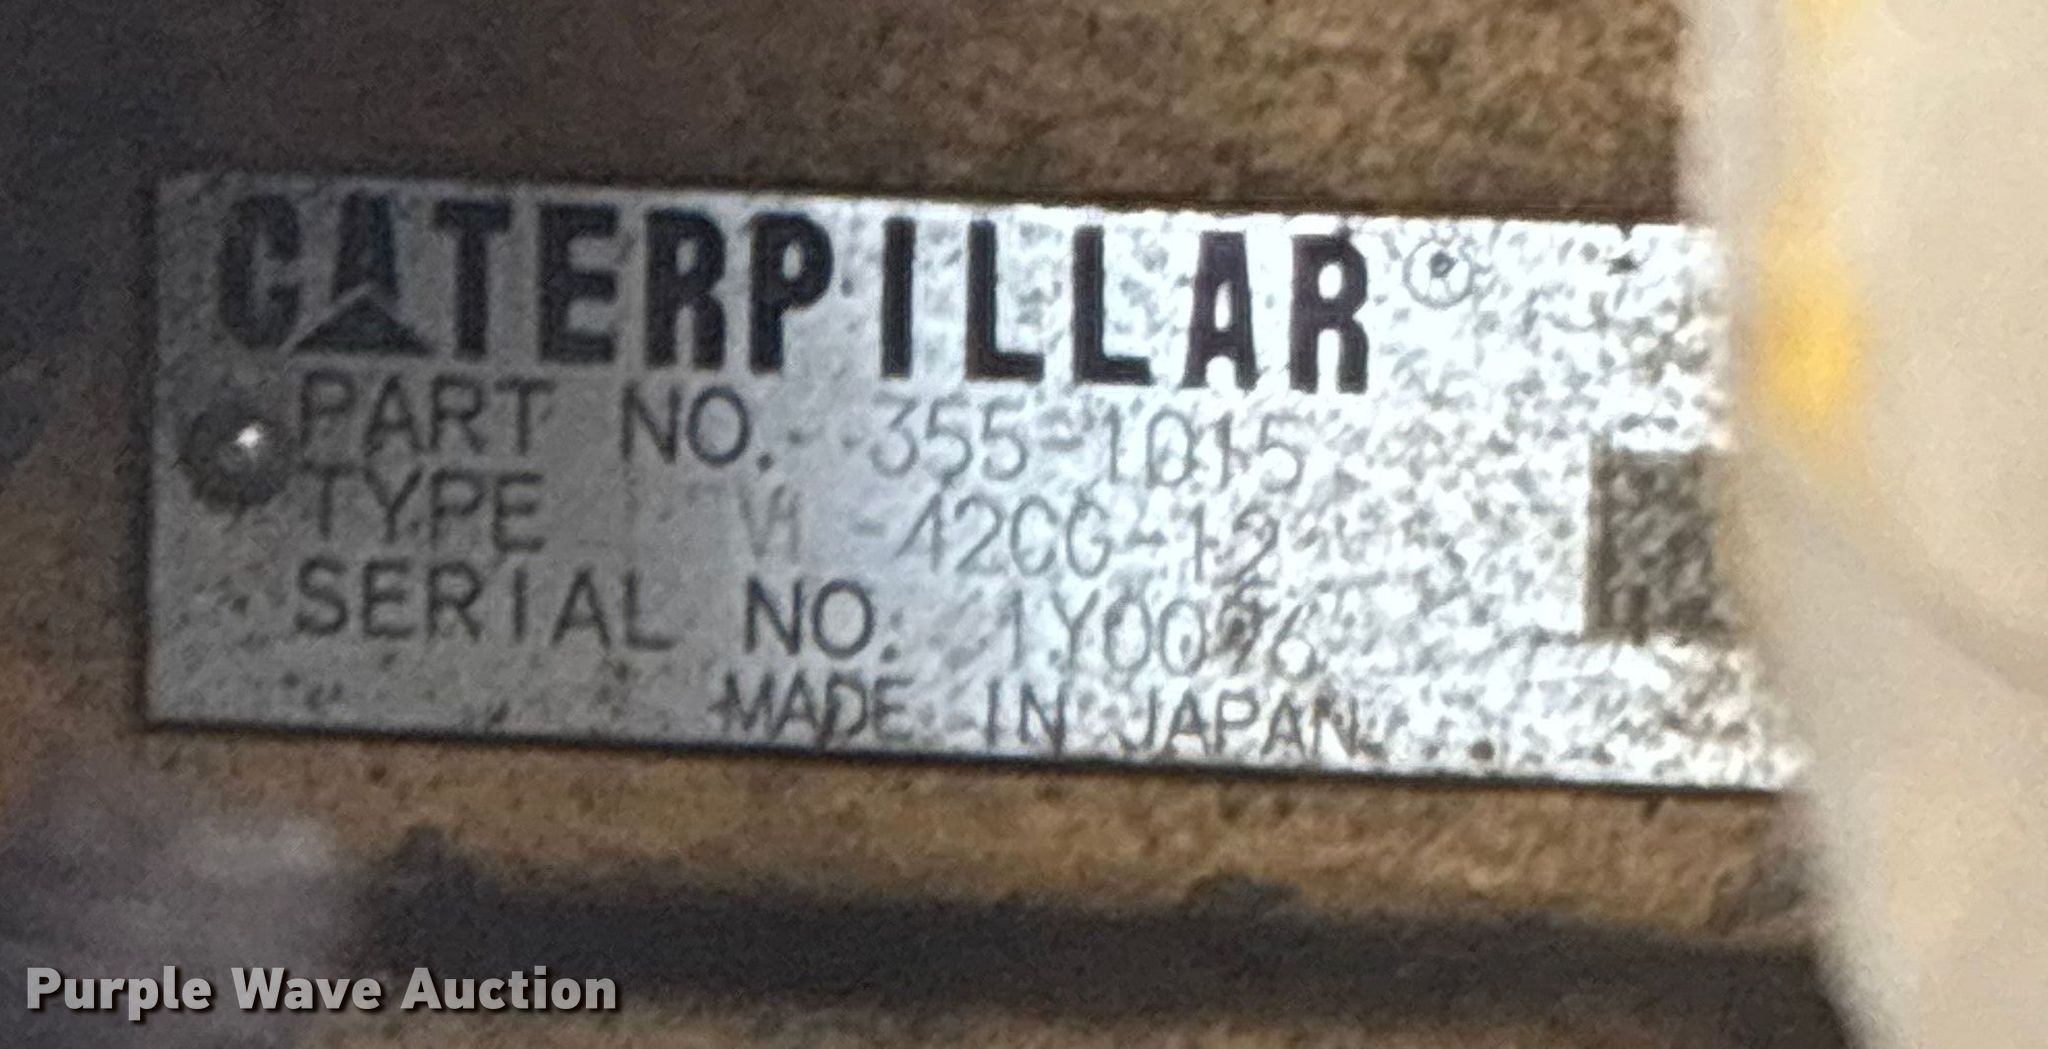 CATERPILLAR®
PART NO. 355-1015
TYPE
SERIAL NO.
MADE IN JAPAN
Purple Wave Auction